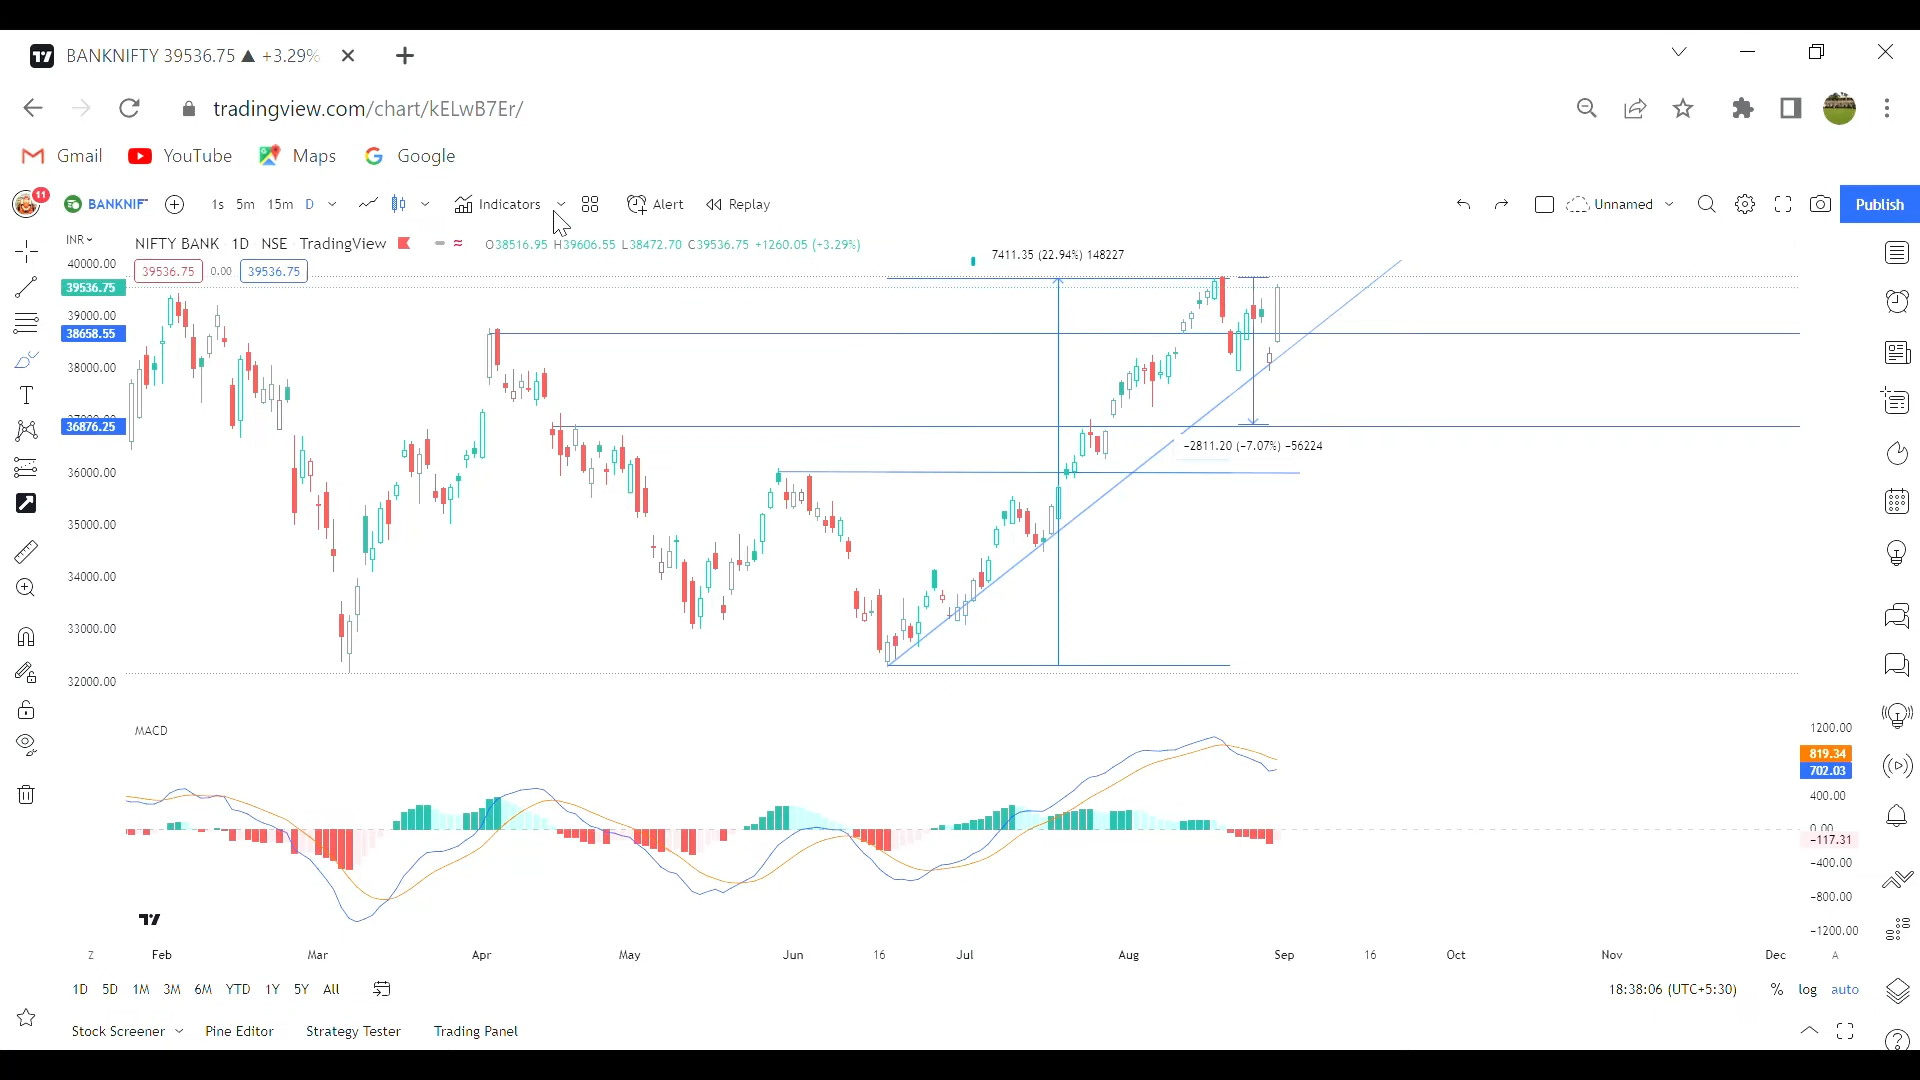 BANKNIFTY 39536.75 ▲ +3.29%
tradingview.com/chart/kELwB7Er/
Gmail YouTube Maps Google
11 BANKNIF 1s 5m 15m D Indicators Alert Replay Unnamed Publish
INR NIFTY BANK 1D NSE TradingView O38516.95 H39606.55 L38472.70 C39536.75 +1260.05 (+3.29%)
7411.35 (22.94%) 148227
40000.00
39536.75 0.00 39536.75
39536.75
39000.00
38658.55
38000.00
36876.25
−2811.20 (−7.07%) −56224
36000.00
35000.00
34000.00
33000.00
32000.00
MACD
1200.00
819.34
702.03
400.00
0.00
−117.31
−400.00
−800.00
−1200.00
Z Feb Mar Apr May Jun 16 Jul Aug Sep 16 Oct Nov Dec A
1D 5D 1M 3M 6M YTD 1Y 5Y All 18:38:06 (UTC+5:30) % log auto
Stock Screener Pine Editor Strategy Tester Trading Panel